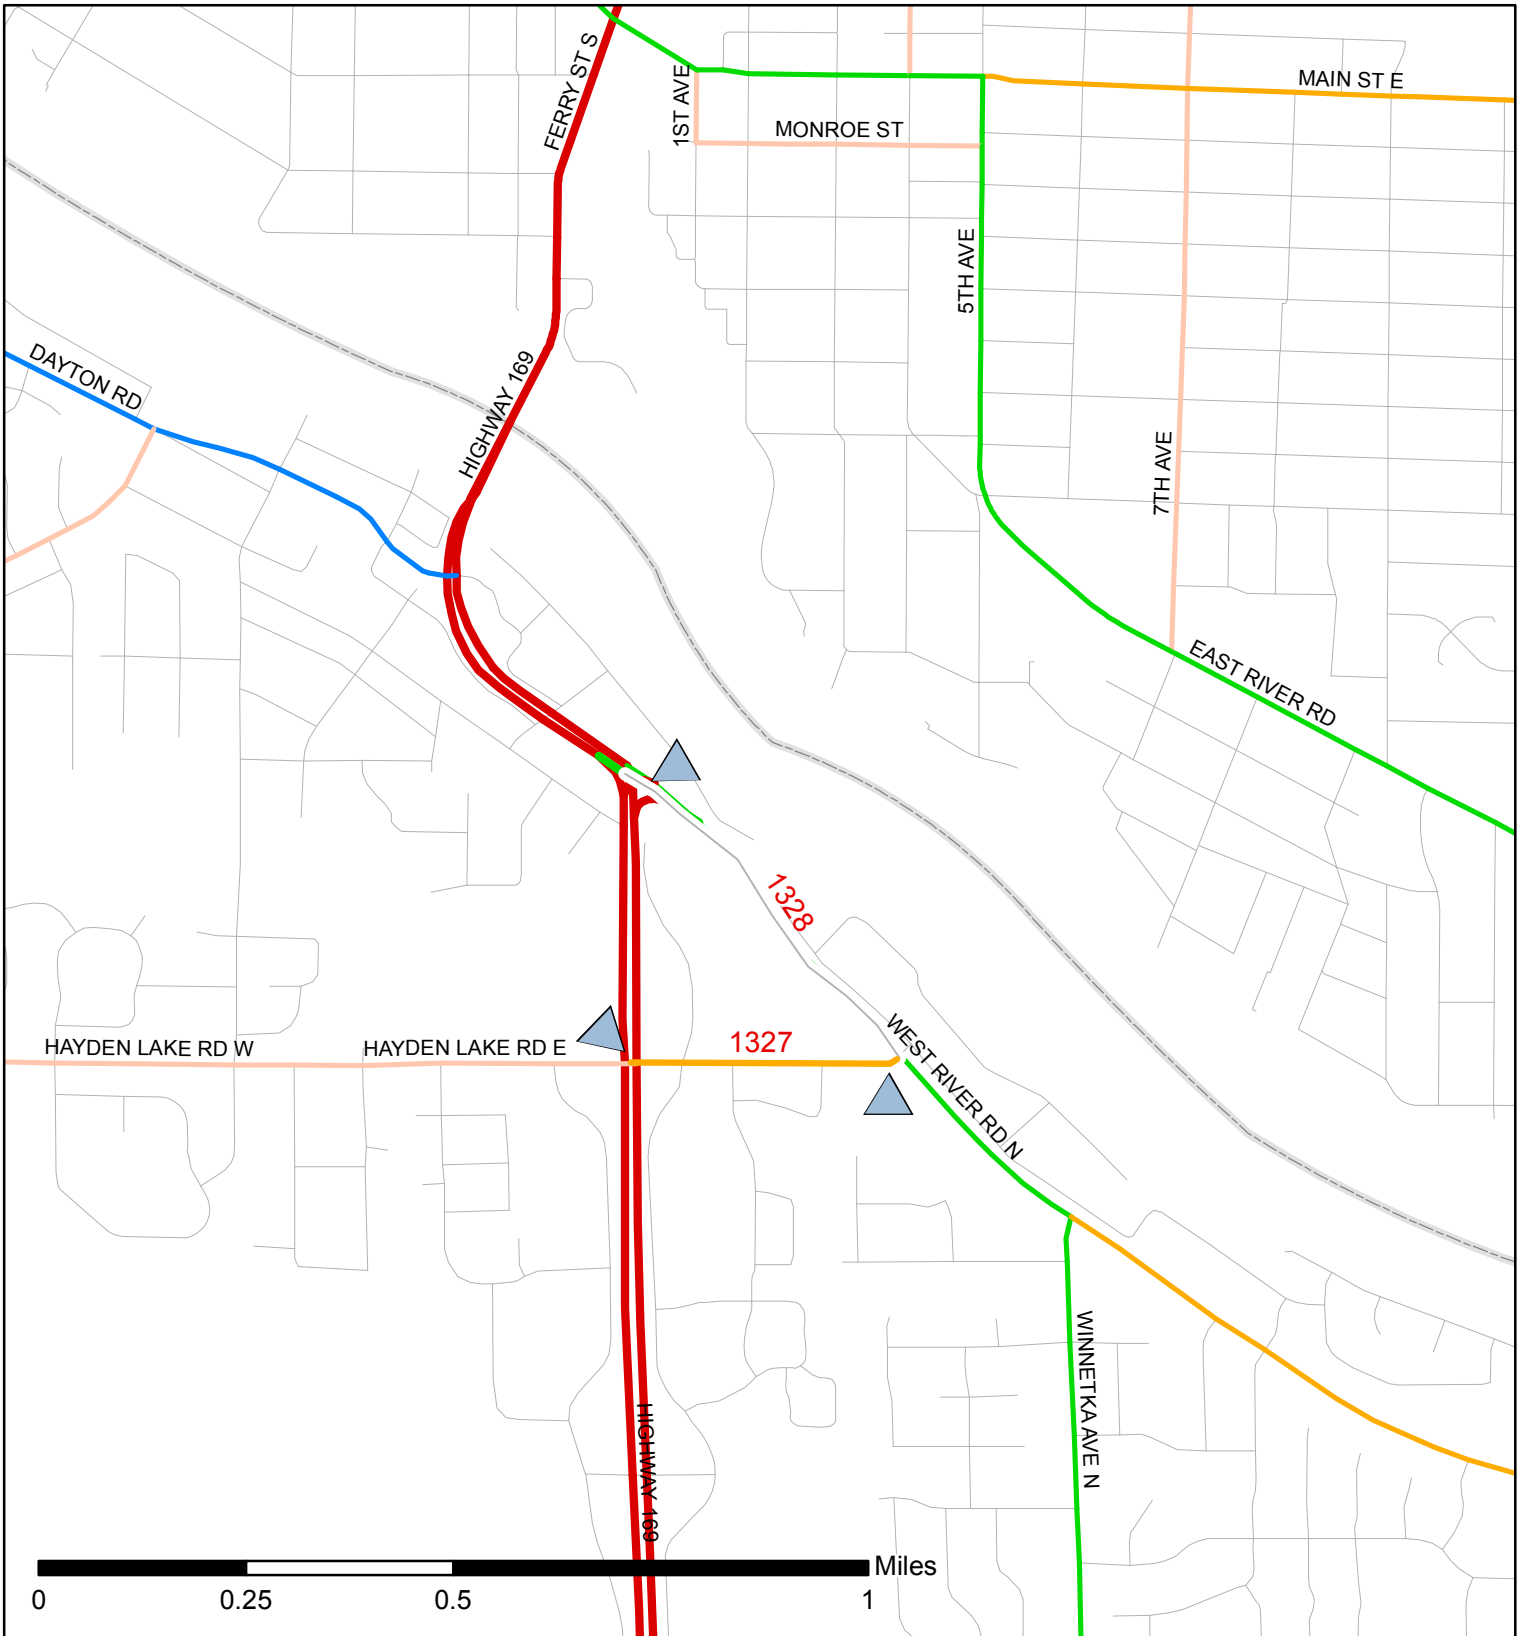 FERRY ST S
1ST AVE
MAIN ST E
MONROE ST
5TH AVE
DAYTON RD
HIGHWAY 169
7TH AVE
EAST RIVER RD
1328
HAYDEN LAKE RD W
HAYDEN LAKE RD E
1327
WEST RIVER RD N
WINNETKA AVE N
HIGHWAY 169
Miles
0 0.25 0.5 1